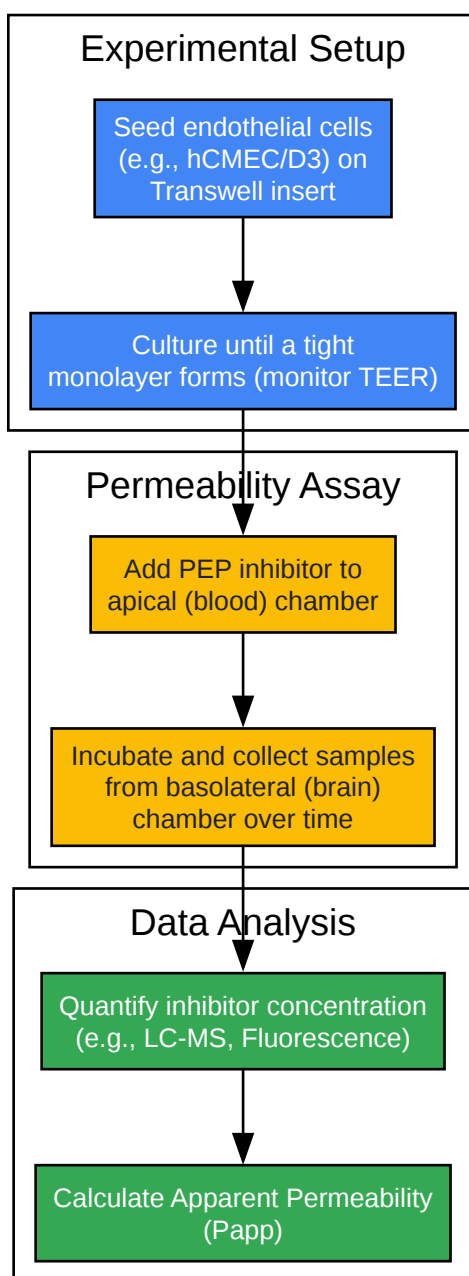 Experimental Setup
Seed endothelial cells
(e.g., hCMEC/D3) on
Transwell insert
Culture until a tight
monolayer forms (monitor TEER)
Permeability Assay
Add PEP inhibitor to
apical (blood) chamber
Incubate and collect samples
from basolateral (brain)
chamber over time
Data Analysis
Quantify inhibitor concentration
(e.g., LC-MS, Fluorescence)
Calculate Apparent Permeability
(Papp)